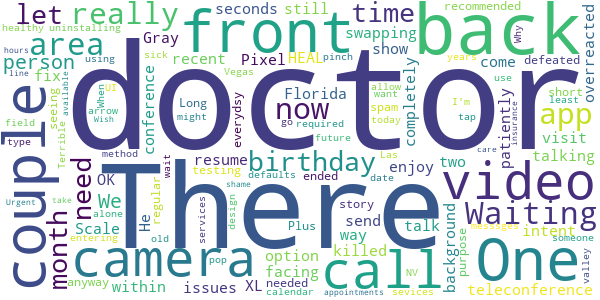 let really front time seconds still recommended back
healthy uninstalling swapping overreacted
area Gray recent HEAL Pixel pinch show come defeated
person hours line using UI Vegas everydsy conference Florida completely years Why
fix sick available doctor allow want I'm least
seeing When arrow Wish Long might now go required spam today use short tap patiently app
couple field type Terrible method wait resume birthday future Las enjoy two insurance visit
need OK testing defaults ended date talking care video
month We He regular story send background
alone services design Plus talk purpose Waiting
Scale old There way killed intent
entering shame option call messages someone
Urgent take camera facing needed NV One
within issues XL calendar sevices valley
anyway pop appointments teleconference